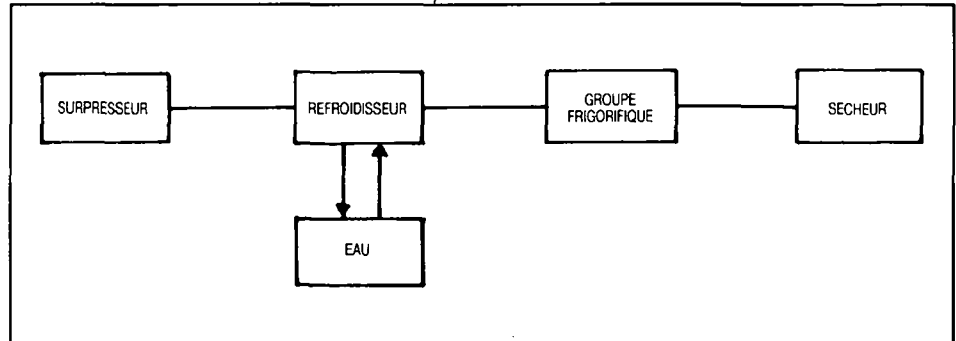 SURPRESSEUR
REFROIDISSEUR
GROUPE
FRIGORIFIQUE
SECHEUR
EAU